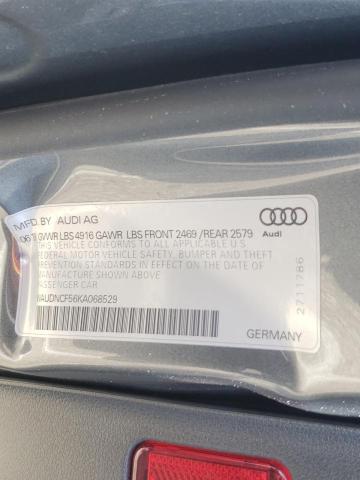 MFD.BY AUDI AG
06 18 GVWR LBS 4916 GAWR LBS FRONT 2469 / REAR 2579
THIS VEHICLE CONFORMS TO ALL APPLICABLE U.S.
FEDERAL MOTOR VEHICLE SAFETY, BUMPER AND THEFT
PREVENTION STANDARDS IN EFFECT ON THE DATE OF
MANUFACTURE SHOWN ABOVE
PASSENGER CAR
WAUDNCF56KA068529
Audi
2711786
GERMANY